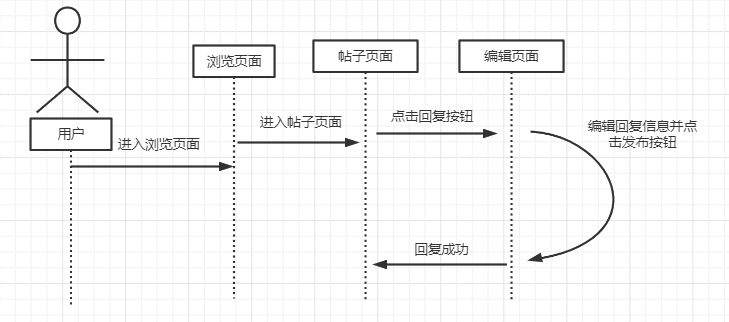 浏览页面
帖子页面
编辑页面
用户
进入浏览页面
进入帖子页面
点击回复按钮
编辑回复信息并点
击发布按钮
回复成功